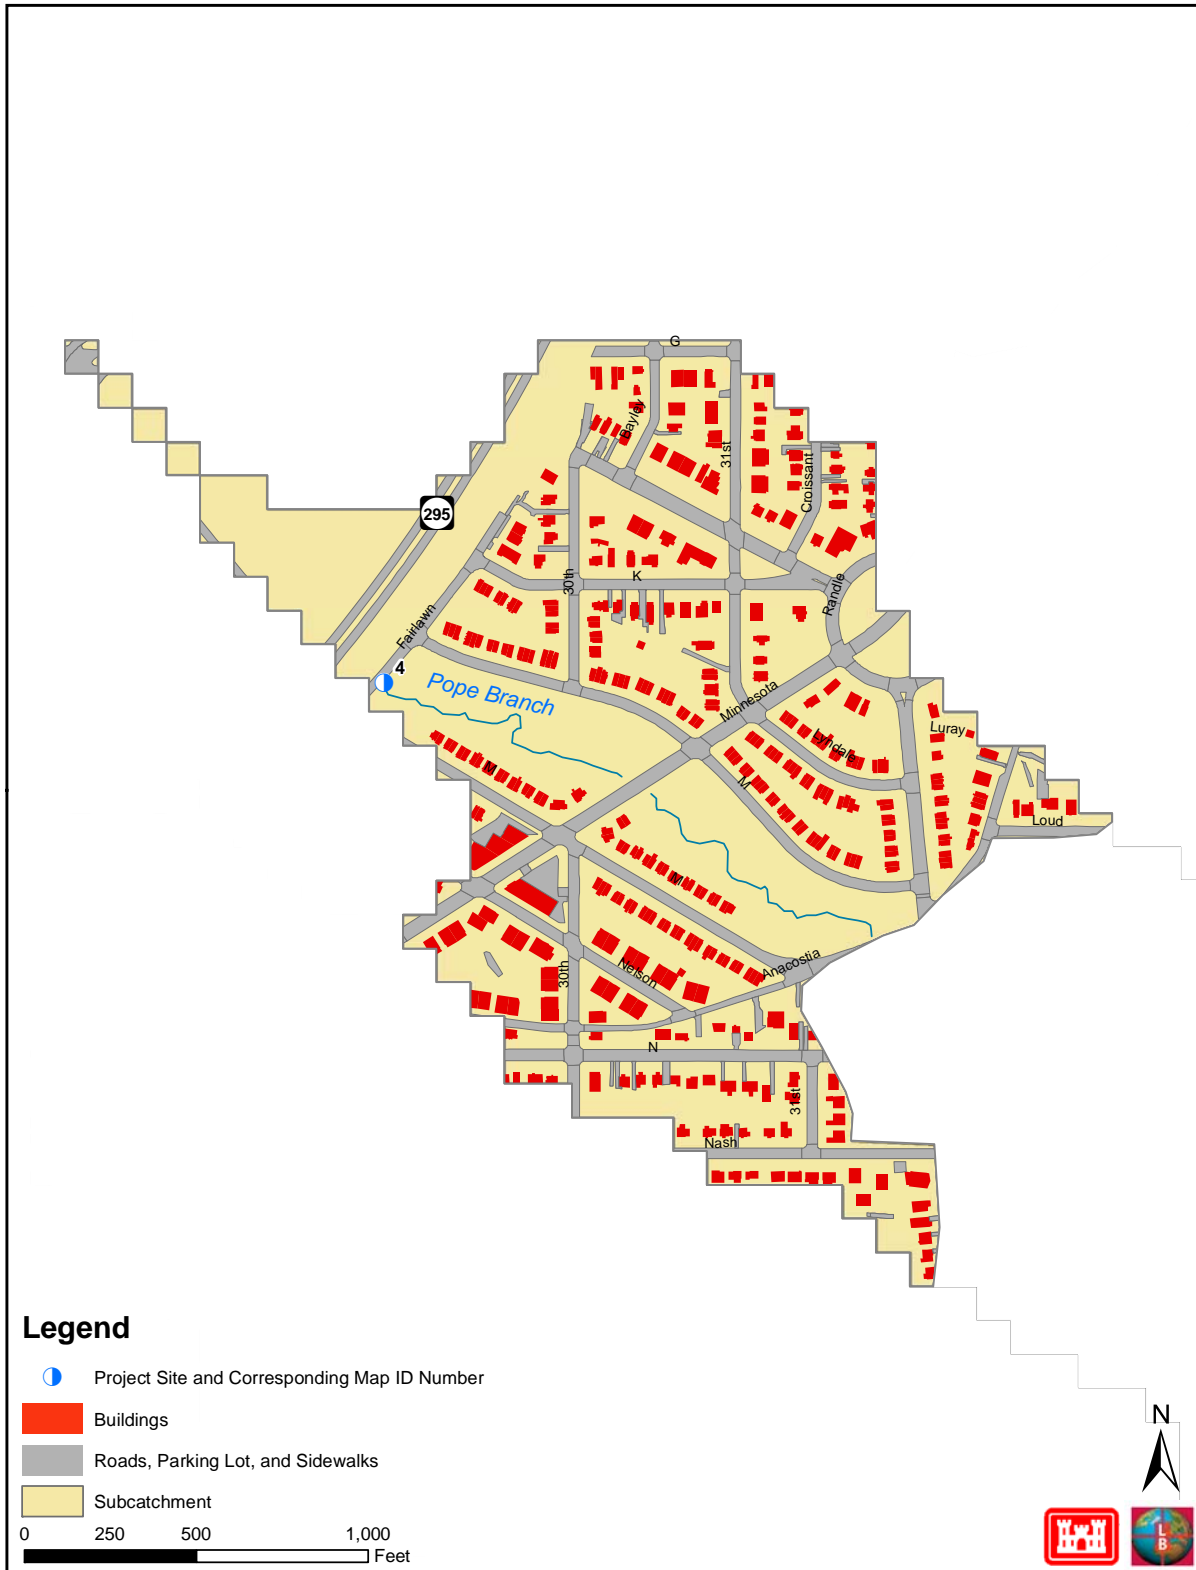 G
Bayley
31st
Croissant
295
30th
K
Randle
Fairlawn
4
Pope Branch
Minnesota
Luray
Lyndale
M
M
Loud
M
Anacostia
Nelson
30th
N
31st
Nash
Legend
Project Site and Corresponding Map ID Number
Buildings
Roads, Parking Lot, and Sidewalks
Subcatchment
0 250 500 1,000
Feet
N
L
B